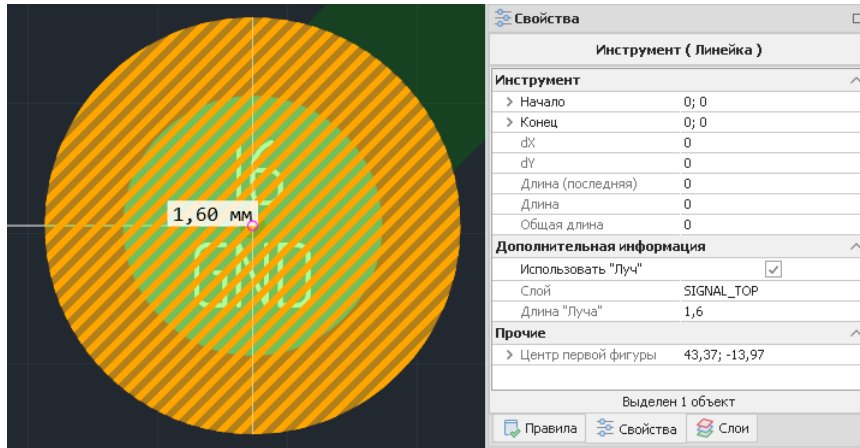 16
1,60 мм
GND
Свойства
Инструмент ( Линейка )
Инструмент
Начало 0; 0
Конец 0; 0
dX 0
dY 0
Длина (последняя) 0
Длина 0
Общая длина 0
Дополнительная информация
Использовать "Луч"
Слой SIGNAL_TOP
Длина "Луча" 1,6
Прочие
Центр первой фигуры 43,37; -13,97
Выделен 1 объект
Правила Свойства Слои